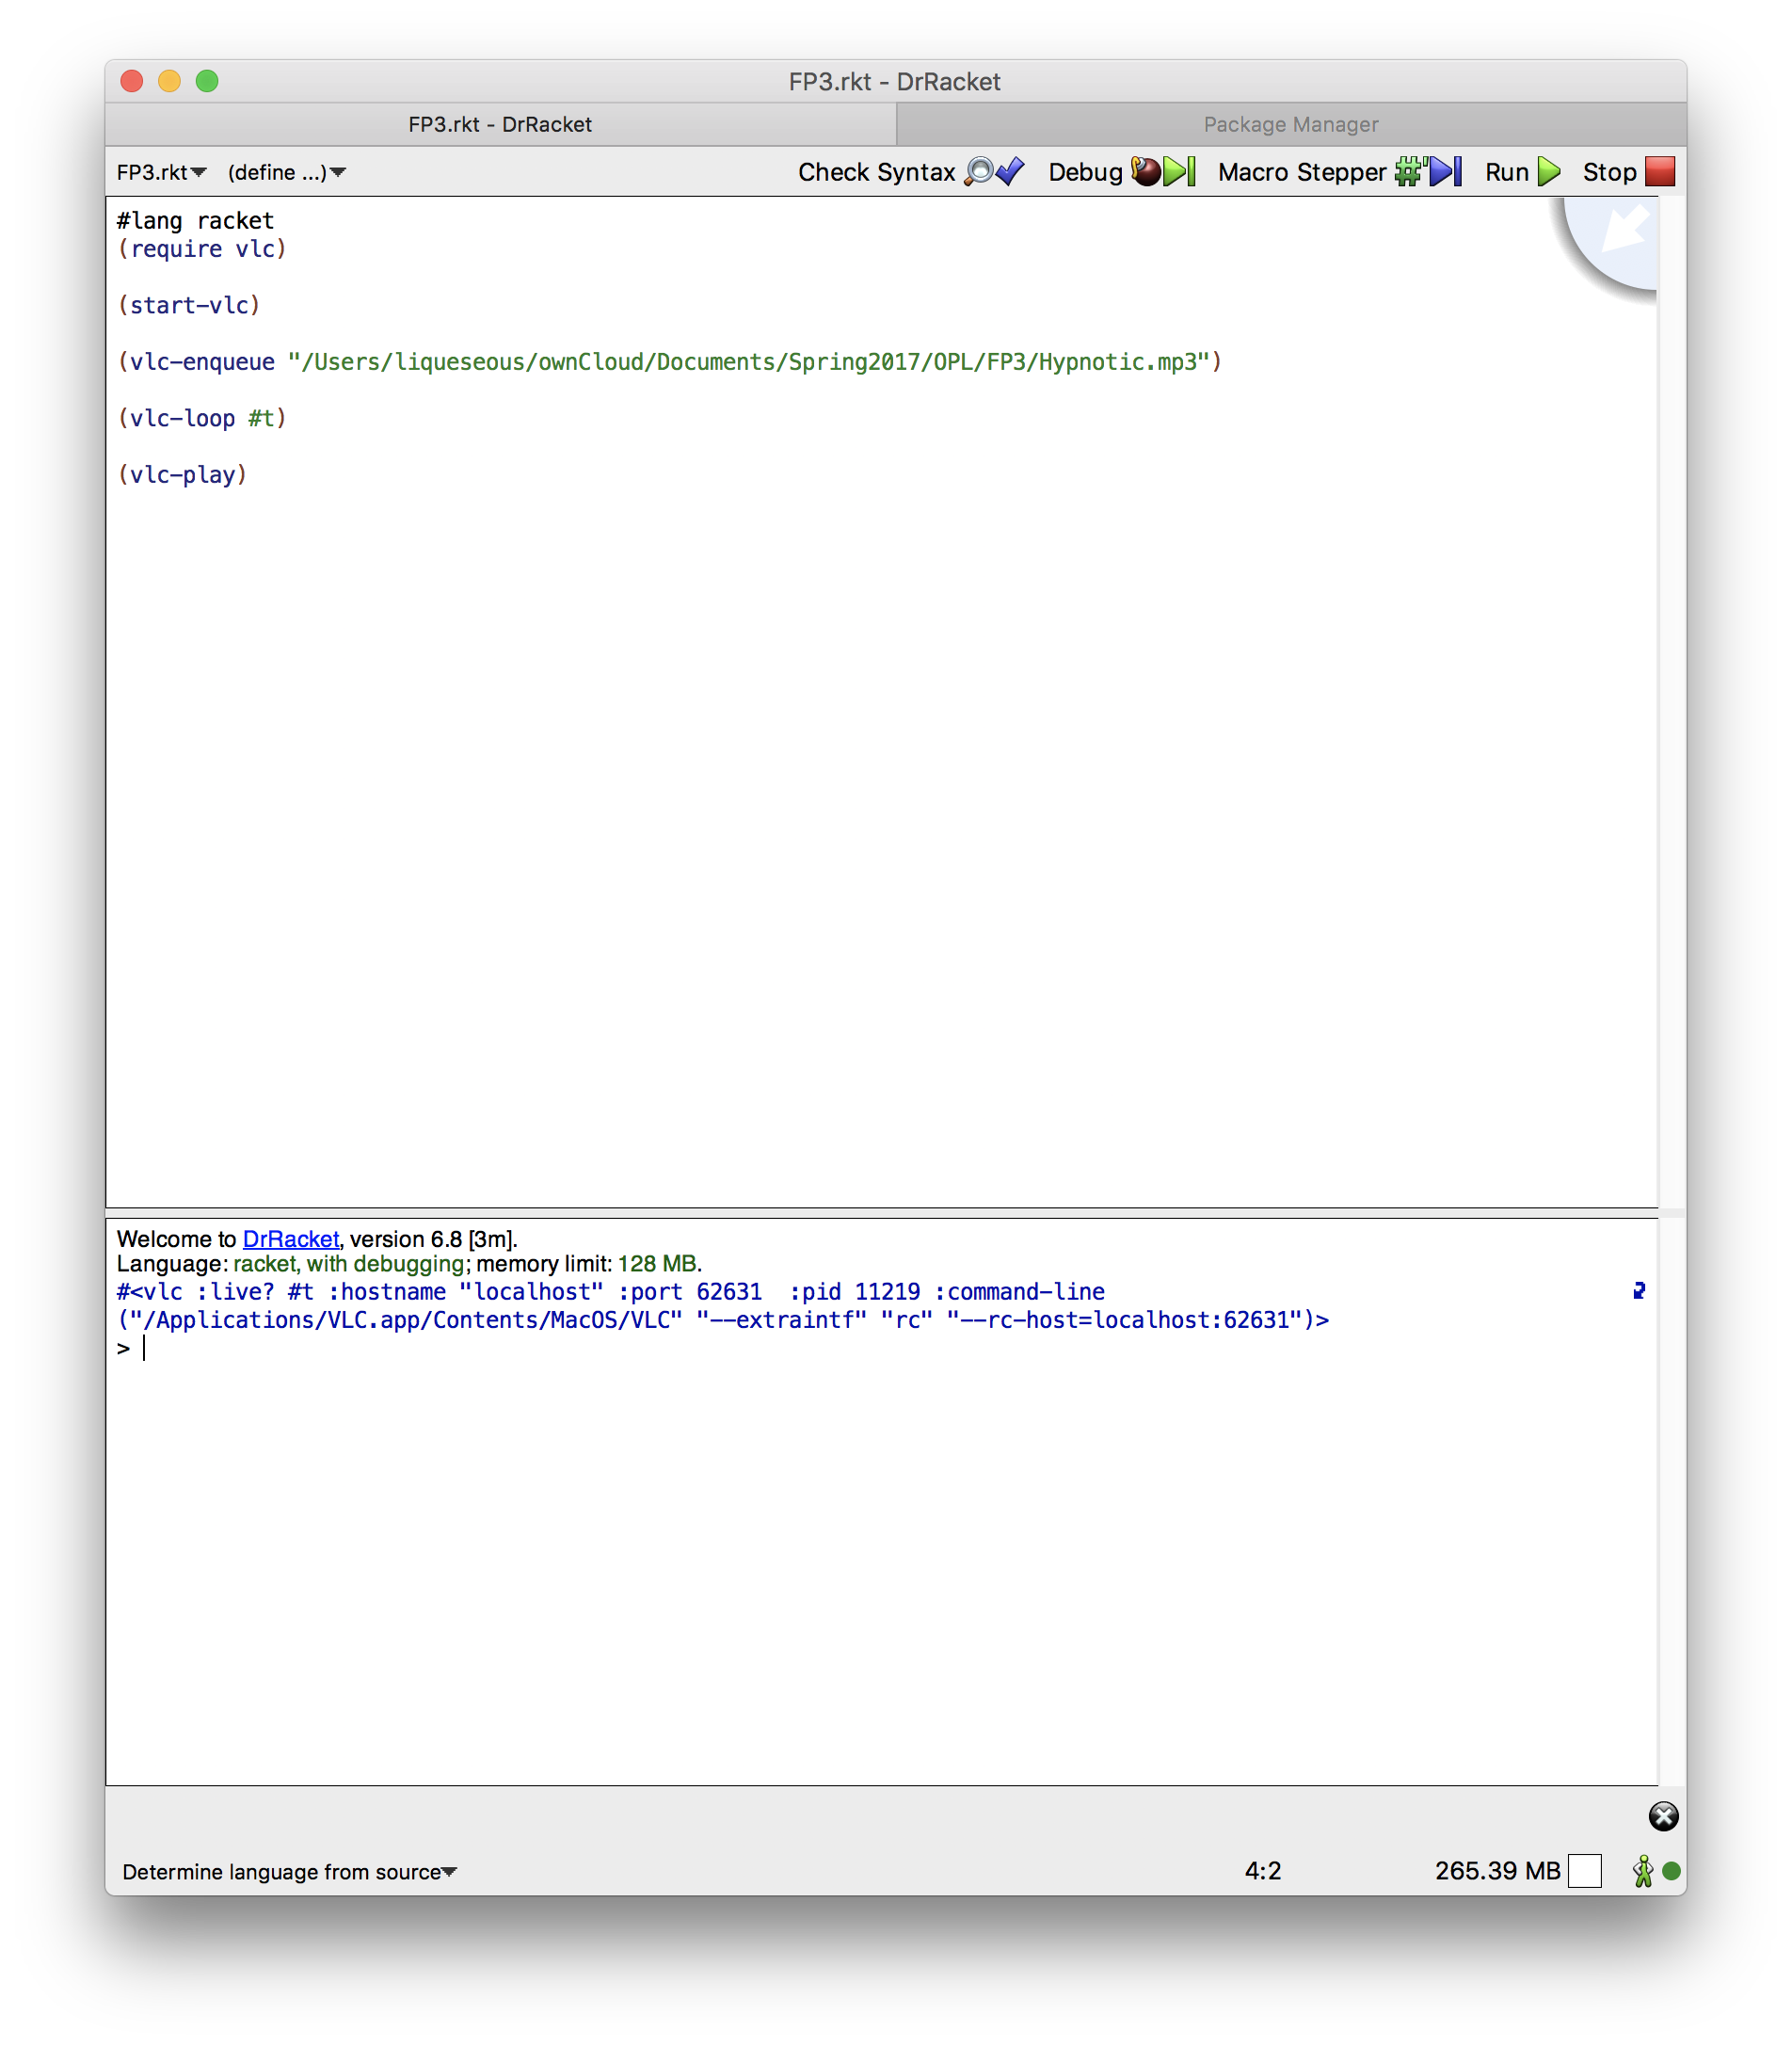 FP3.rkt - DrRacket
FP3.rkt - DrRacket Package Manager
FP3.rkt (define ...) Check Syntax Debug Macro Stepper #' Run Stop
#lang racket
(require vlc)
(start-vlc)
(vlc-enqueue "/Users/liqueseous/ownCloud/Documents/Spring2017/OPL/FP3/Hypnotic.mp3")
(vlc-loop #t)
(vlc-play)
Welcome to DrRacket, version 6.8 [3m].
Language: racket, with debugging; memory limit: 128 MB.
#<vlc :live? #t :hostname "localhost" :port 62631  :pid 11219 :command-line
("/Applications/VLC.app/Contents/MacOS/VLC" "--extraintf" "rc" "--rc-host=localhost:62631")>
>
Determine language from source 4:2 265.39 MB